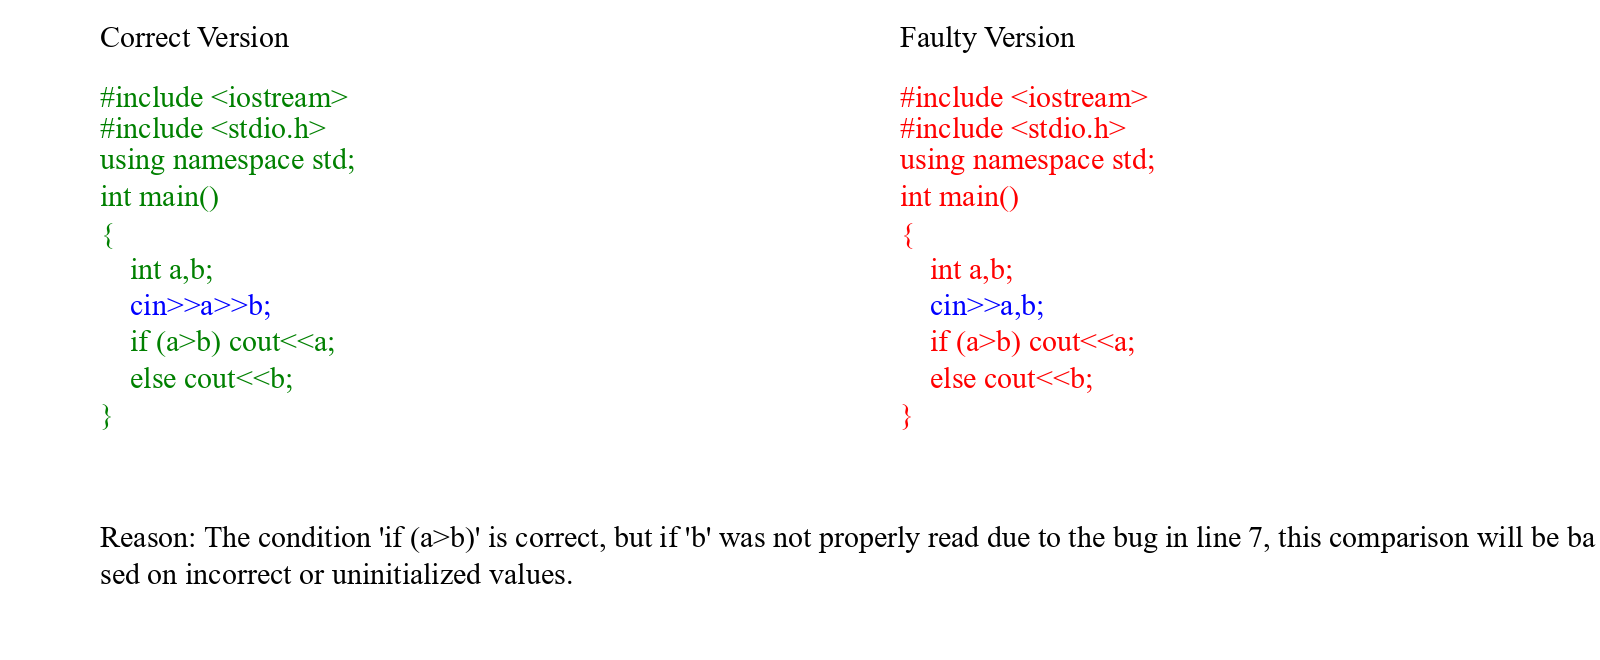 Correct Version
#include <iostream>
#include <stdio.h>
using namespace std;
int main()
{
    int a,b;
    cin>>a>>b;
    if (a>b) cout<<a;
    else cout<<b;
}
Faulty Version
#include <iostream>
#include <stdio.h>
using namespace std;
int main()
{
    int a,b;
    cin>>a,b;
    if (a>b) cout<<a;
    else cout<<b;
}
Reason: The condition 'if (a>b)' is correct, but if 'b' was not properly read due to the bug in line 7, this comparison will be ba
sed on incorrect or uninitialized values.